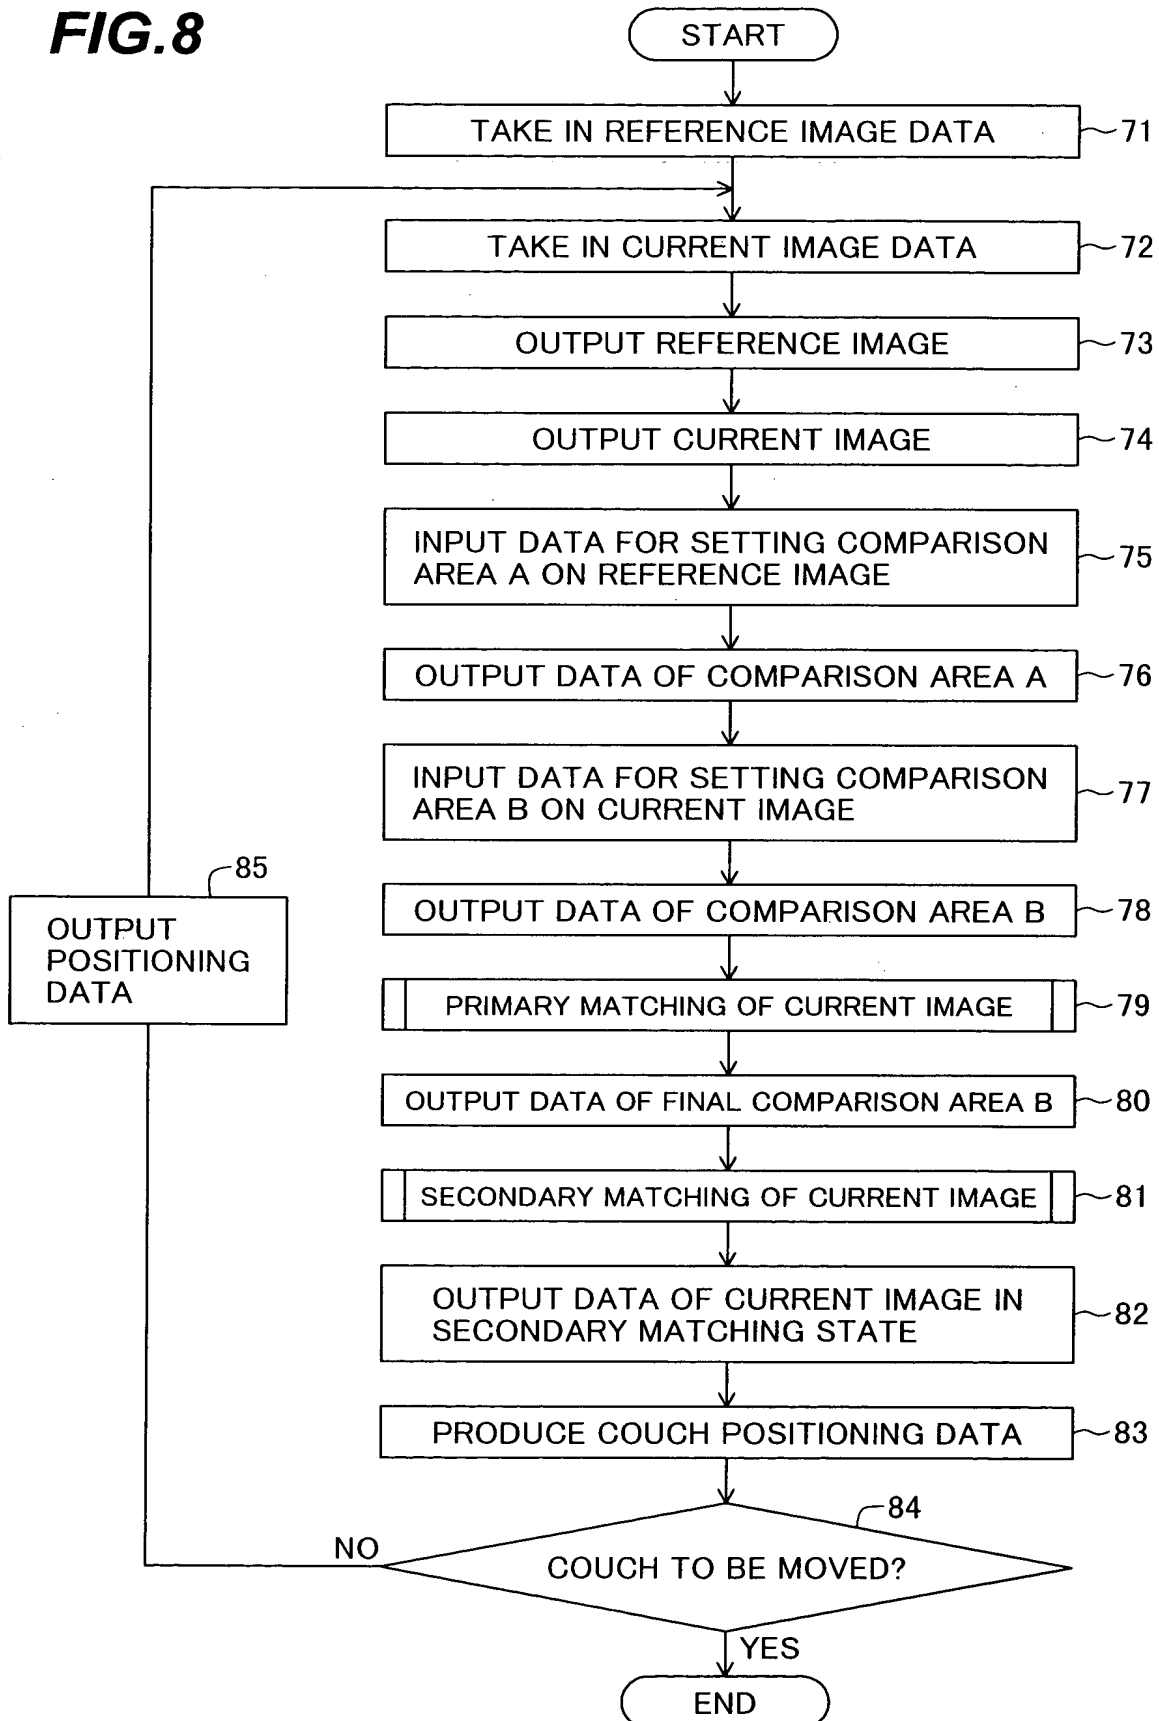 FIG.8
START
TAKE IN REFERENCE IMAGE DATA
71
TAKE IN CURRENT IMAGE DATA
72
OUTPUT REFERENCE IMAGE
73
OUTPUT CURRENT IMAGE
74
INPUT DATA FOR SETTING COMPARISON
AREA A ON REFERENCE IMAGE
75
OUTPUT DATA OF COMPARISON AREA A
76
INPUT DATA FOR SETTING COMPARISON
AREA B ON CURRENT IMAGE
77
OUTPUT DATA OF COMPARISON AREA B
78
PRIMARY MATCHING OF CURRENT IMAGE
79
OUTPUT DATA OF FINAL COMPARISON AREA B
80
SECONDARY MATCHING OF CURRENT IMAGE
81
OUTPUT DATA OF CURRENT IMAGE IN
SECONDARY MATCHING STATE
82
PRODUCE COUCH POSITIONING DATA
83
84
COUCH TO BE MOVED?
NO
85
OUTPUT
POSITIONING
DATA
YES
END